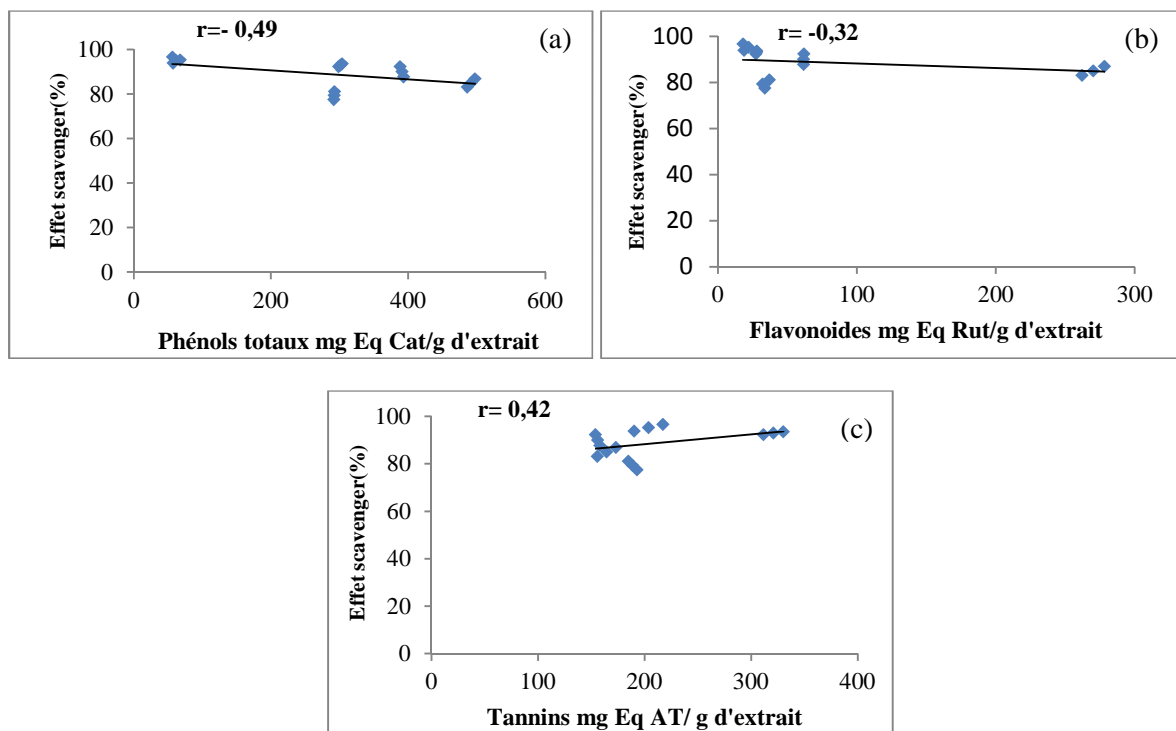 r=- 0,49
(a)
100
80
60
40
20
0
0 200 400 600
Effet scavenger(%)
Phénols totaux mg Eq Cat/g d'extrait
r= -0,32
(b)
100
80
60
40
20
0
0 100 200 300
Effet scavenger(%)
Flavonoides mg Eq Rut/g d'extrait
r= 0,42
(c)
100
80
60
40
20
0
0 100 200 300 400
Effet scavenger(%)
Tannins mg Eq AT/ g d'extrait